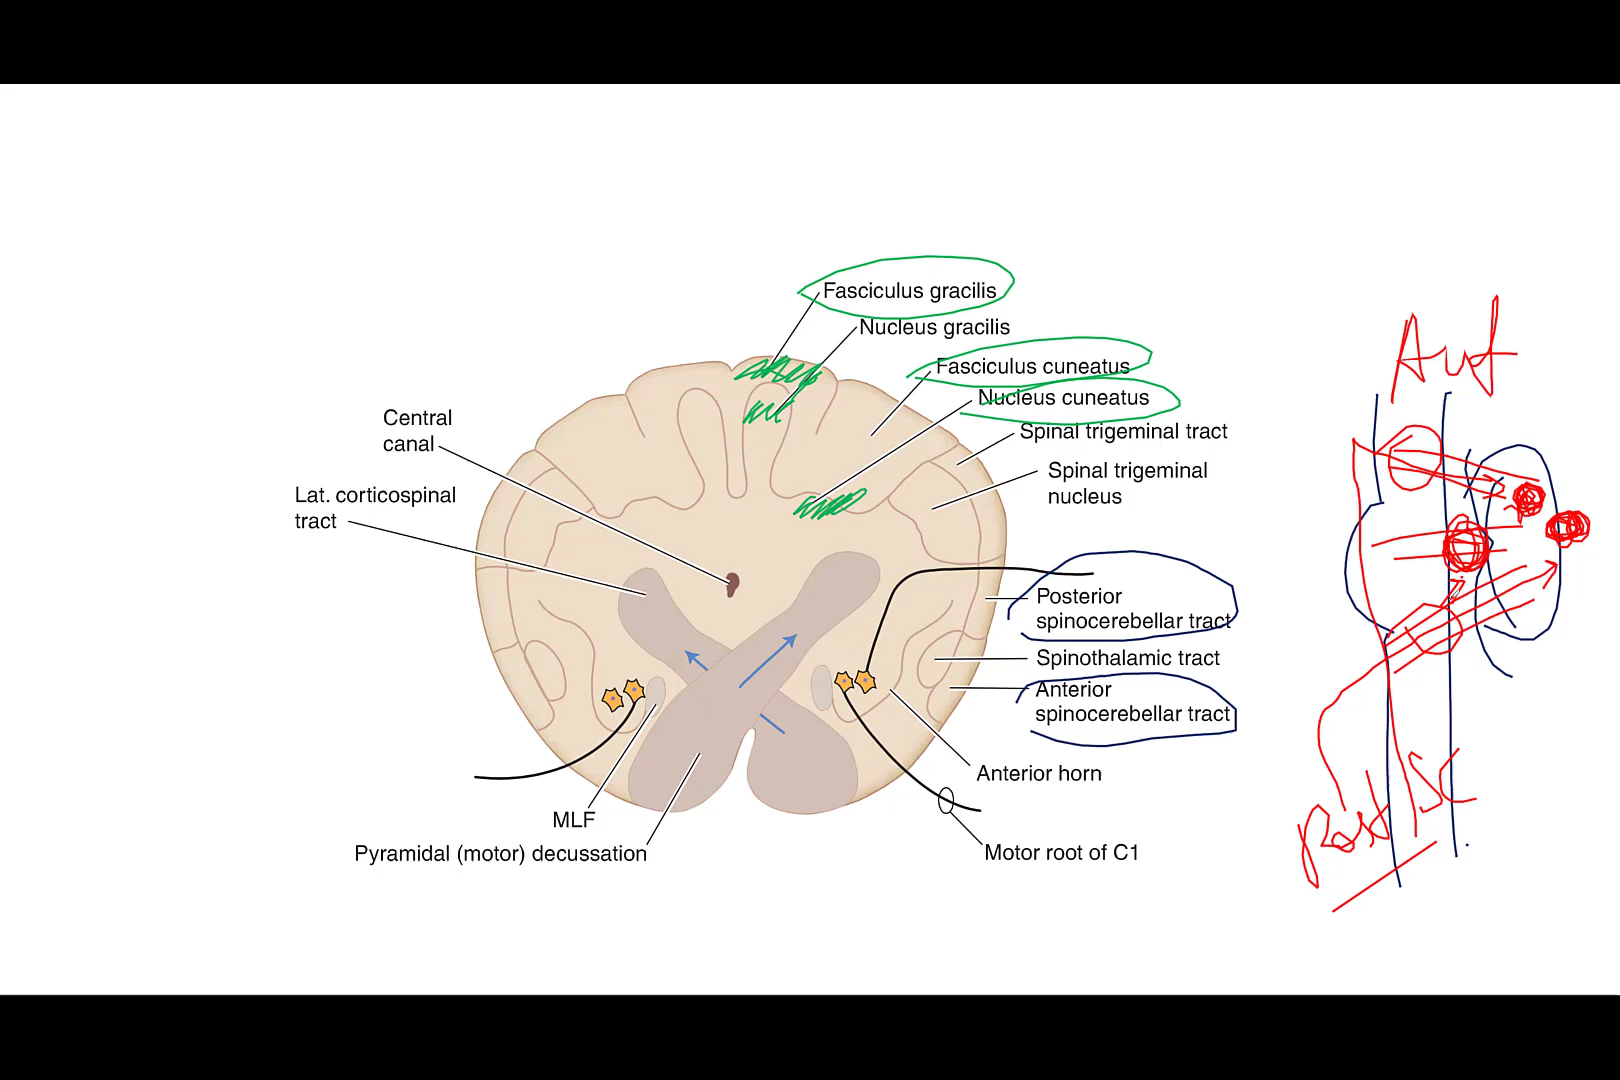 Fasciculus gracilis
Nucleus gracilis
Fasciculus cuneatus
Nucleus cuneatus
Spinal trigeminal tract
Spinal trigeminal
nucleus
Central
canal
Lat. corticospinal
tract
Posterior
spinocerebellar tract
Spinothalamic tract
Anterior
spinocerebellar tract
Anterior horn
MLF
Pyramidal (motor) decussation
Motor root of C1
Ant
post SC